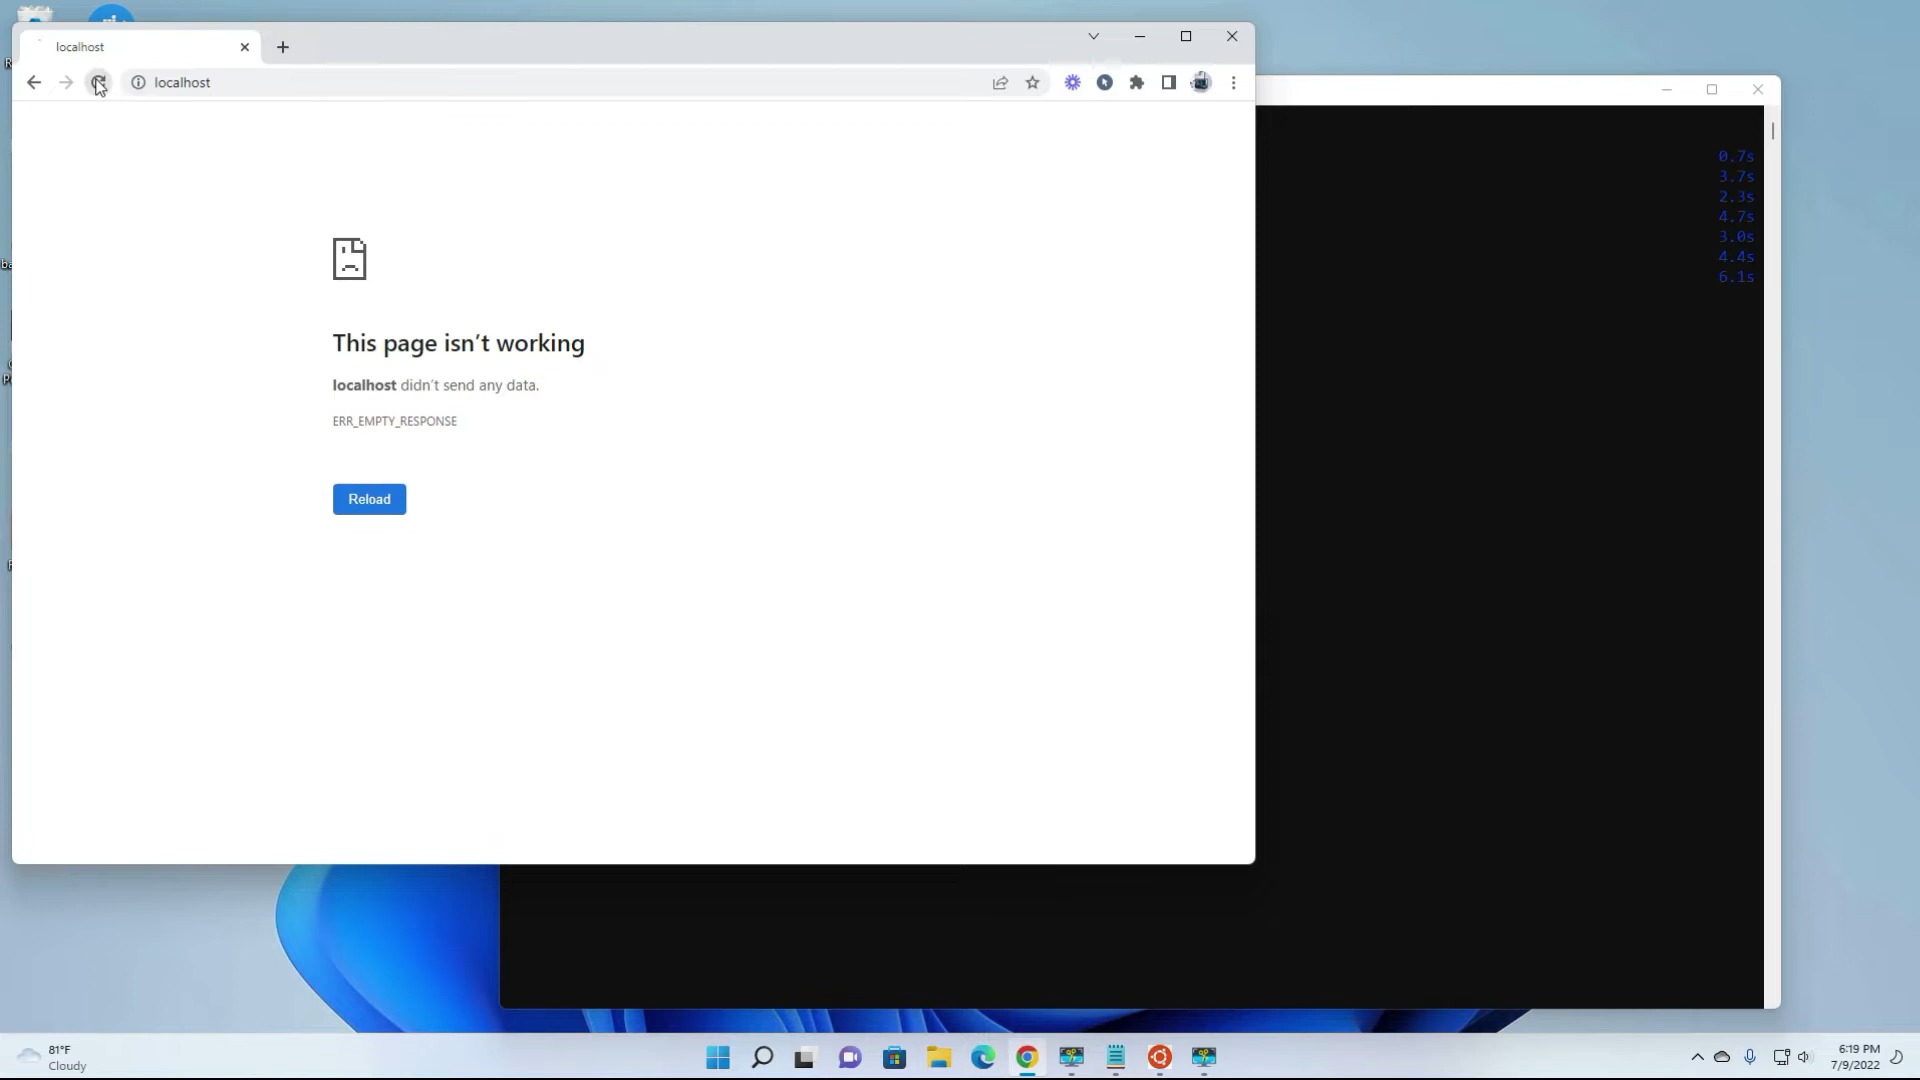 localhost
localhost
0.7s
3.7s
2.3s
4.7s
3.0s
4.4s
6.1s
This page isn't working
localhost didn't send any data.
ERR_EMPTY_RESPONSE
Reload
81°F
Cloudy
6:19 PM
7/9/2022